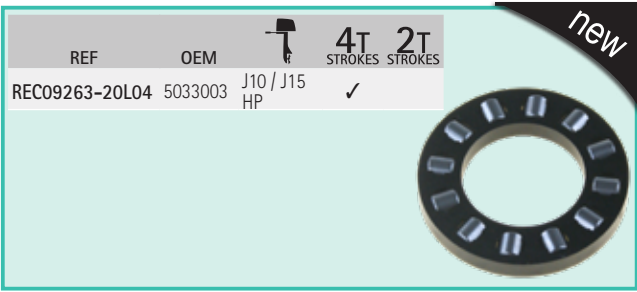 new
REF OEM 4T STROKES 2T STROKES
REC09263-20L04 5033003 J10 / J15 HP ✓